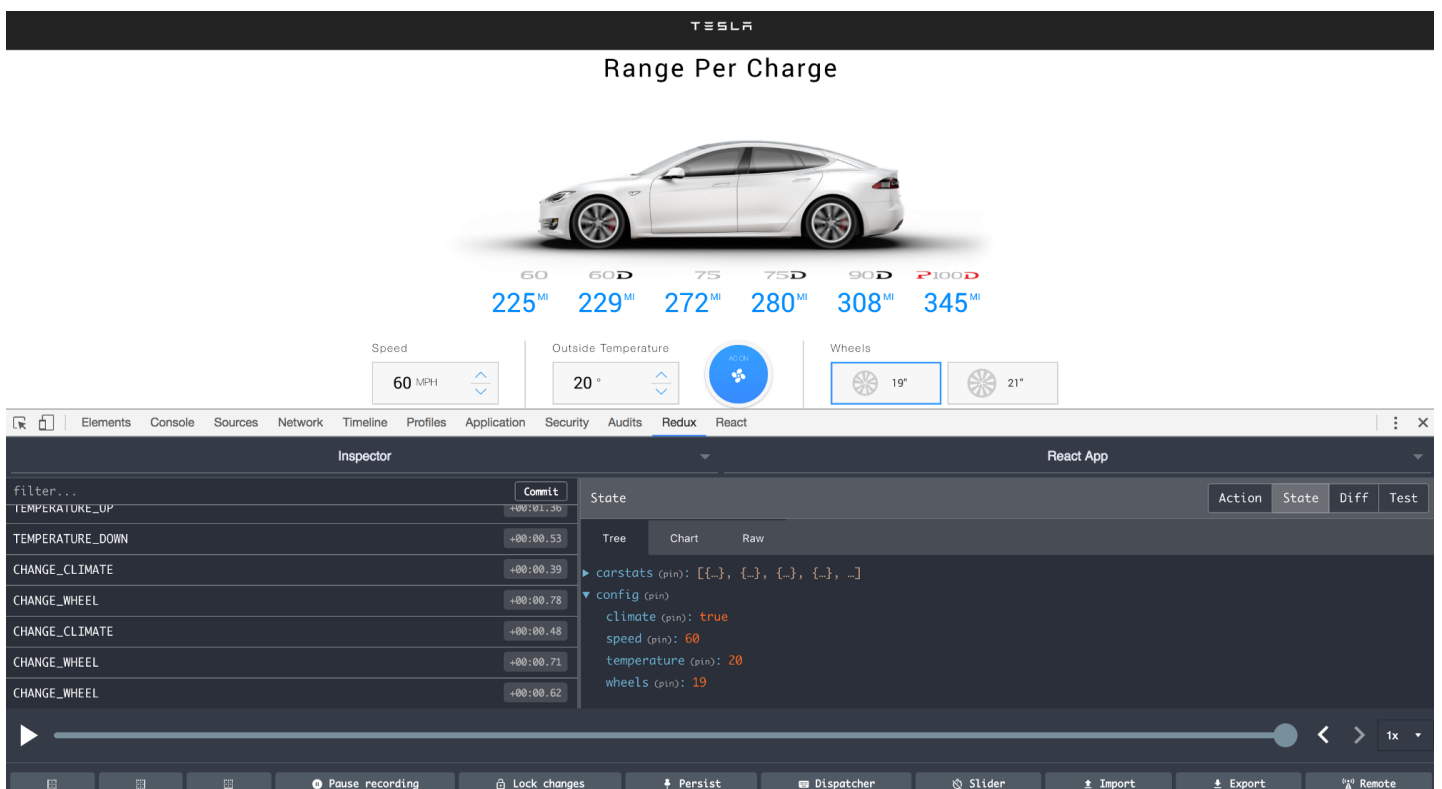 TESLA
Range Per Charge
60 60D 75 75D 90D P100D
225MI 229MI 272MI 280MI 308MI 345MI
Speed Outside Temperature Wheels
AC ON
60 MPH 20 ° 19" 21"
Elements Console Sources Network Timeline Profiles Application Security Audits Redux React
Inspector React App
filter... Commit State Action State Diff Test
TEMPERATURE_UP +00:01.36
TEMPERATURE_DOWN +00:00.53 Tree Chart Raw
CHANGE_CLIMATE +00:00.39 carstats (pin): [{…}, {…}, {…}, {…}, …]
CHANGE_WHEEL +00:00.78 config (pin)
climate (pin): true
CHANGE_CLIMATE +00:00.48 speed (pin): 60
CHANGE_WHEEL +00:00.71 temperature (pin): 20
CHANGE_WHEEL +00:00.62 wheels (pin): 19
1x
Pause recording Lock changes Persist Dispatcher Slider Import Export Remote